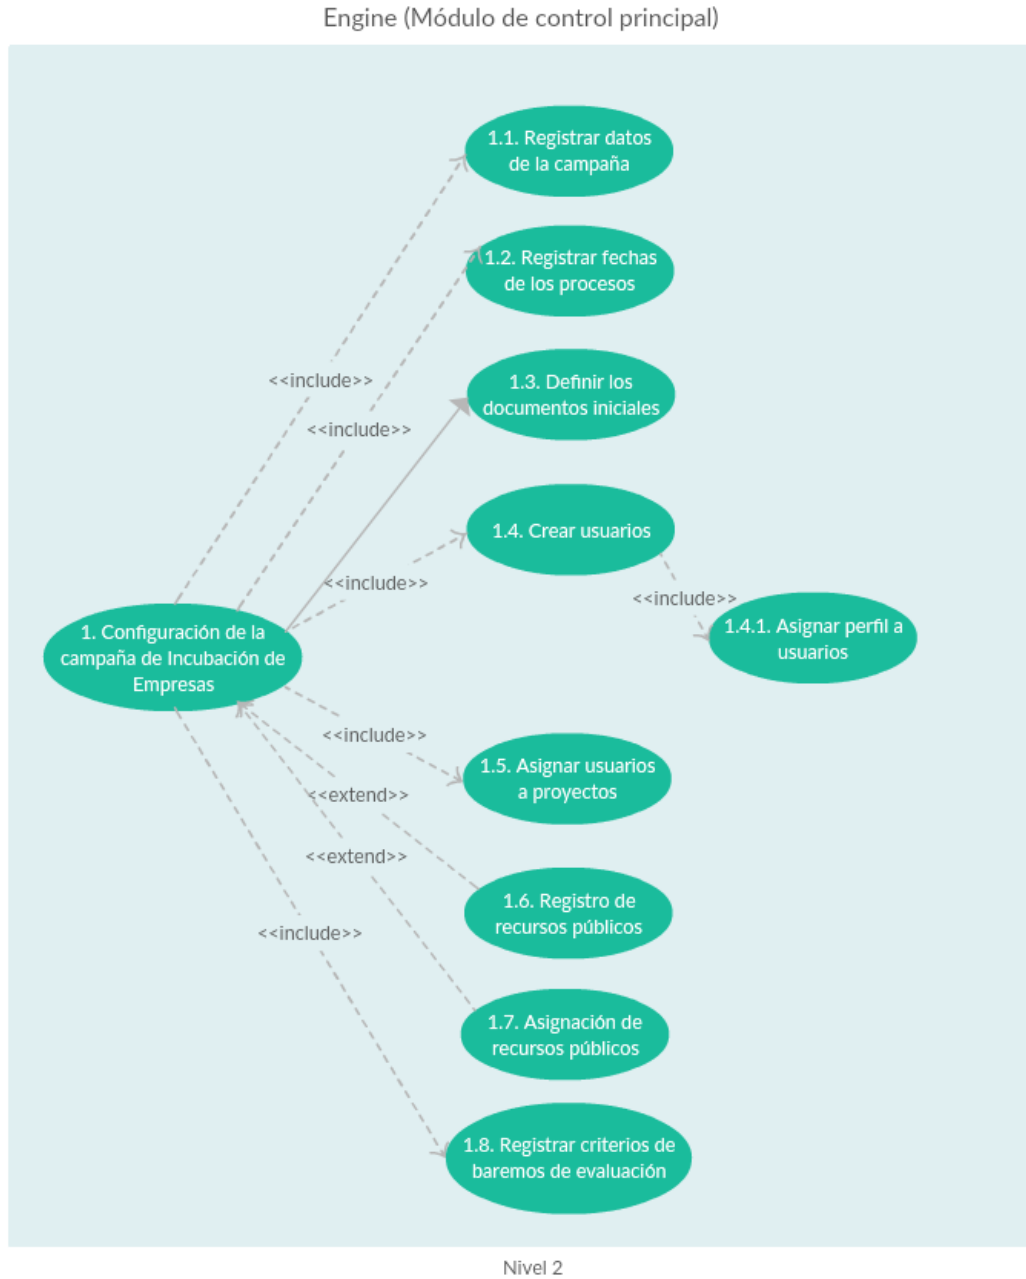 Engine (Módulo de control principal)
1.1. Registrar datos
de la campaña
1.2. Registrar fechas
de los procesos
<<include>>
1.3. Definir los
documentos iniciales
<<include>>
1.4. Crear usuarios
<<include>>
<<include>>
1.4.1. Asignar perfil a
usuarios
1. Configuración de la
campaña de Incubación de
Empresas
<<include>>
1.5. Asignar usuarios
a proyectos
<<extend>>
<<extend>>
1.6. Registro de
recursos públicos
<<include>>
1.7. Asignación de
recursos públicos
1.8. Registrar criterios de
baremos de evaluación
Nivel 2